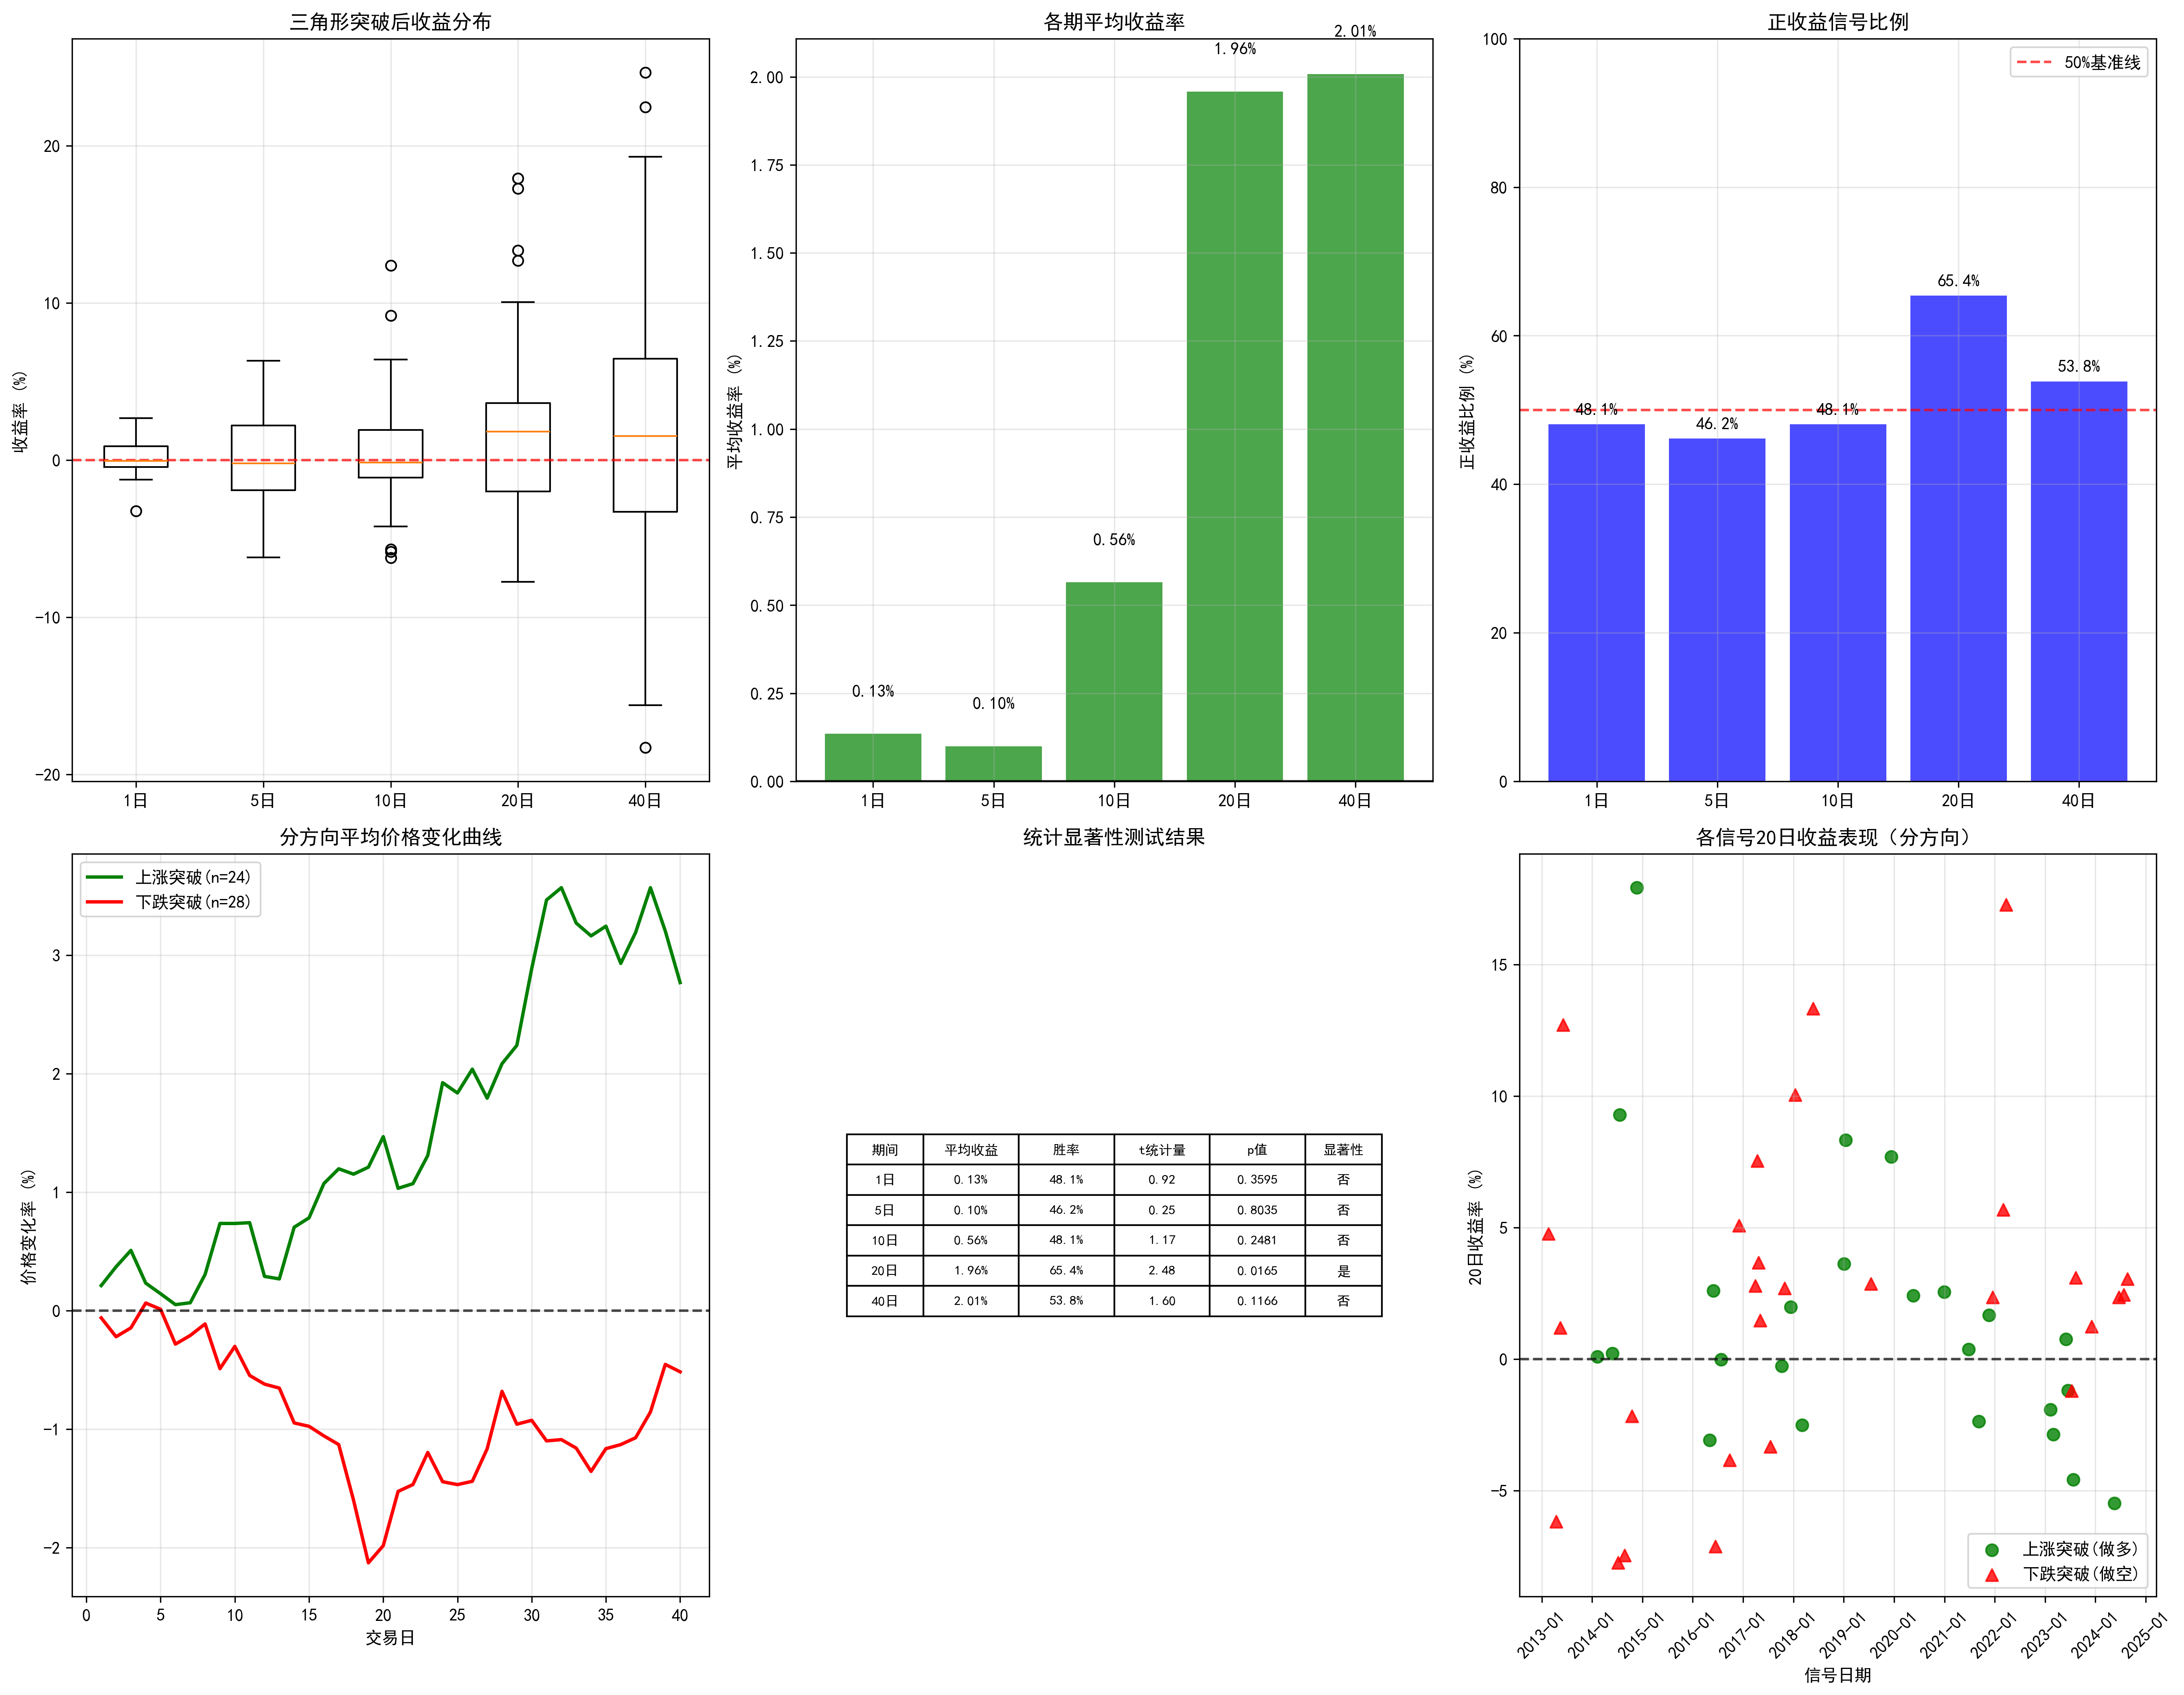 三角形突破后收益分布
收益率 (%)
20
10
0
−10
−20
1日 5日 10日 20日 40日
各期平均收益率
平均收益率 (%)
2.00
1.75
1.50
1.25
1.00
0.75
0.50
0.25
0.00
0.13%
0.10%
0.56%
1.96%
2.01%
1日 5日 10日 20日 40日
正收益信号比例
50%基准线
正收益比例 (%)
100
80
60
40
20
0
48.1%
46.2%
48.1%
65.4%
53.8%
1日 5日 10日 20日 40日
分方向平均价格变化曲线
上涨突破(n=24)
下跌突破(n=28)
价格变化率 (%)
3
2
1
0
−1
−2
0 5 10 15 20 25 30 35 40
交易日
统计显著性测试结果
期间 平均收益 胜率 t统计量 p值 显著性
1日 0.13% 48.1% 0.92 0.3595 否
5日 0.10% 46.2% 0.25 0.8035 否
10日 0.56% 48.1% 1.17 0.2481 否
20日 1.96% 65.4% 2.48 0.0165 是
40日 2.01% 53.8% 1.60 0.1166 否
各信号20日收益表现（分方向）
20日收益率 (%)
15
10
5
0
−5
上涨突破(做多)
下跌突破(做空)
2013-01 2014-01 2015-01 2016-01 2017-01 2018-01 2019-01 2020-01 2021-01 2022-01 2023-01 2024-01 2025-01
信号日期